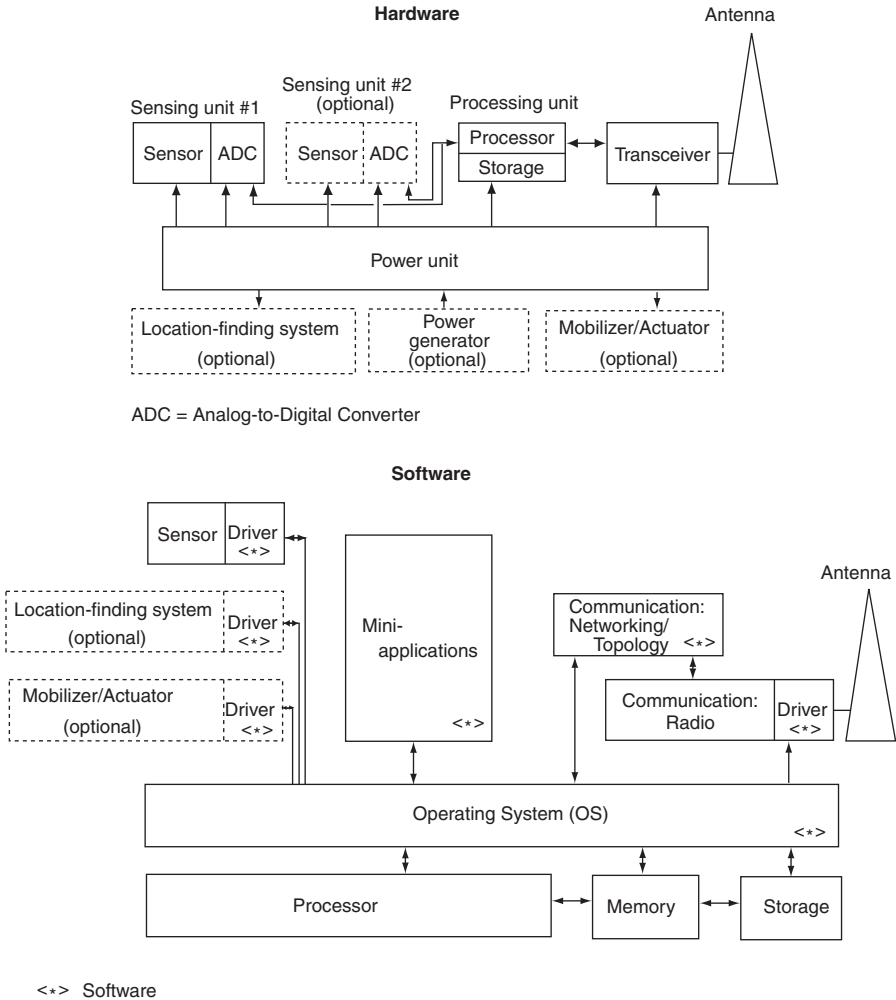 Hardware
Antenna
Sensing unit #1
Sensing unit #2
(optional)
Processing unit
Sensor
ADC
Sensor
ADC
Processor
Storage
Transceiver
Power unit
Location-finding system
(optional)
Power
generator
(optional)
Mobilizer/Actuator
(optional)
ADC = Analog-to-Digital Converter
Software
Sensor
Driver
<*>
Location-finding system
(optional)
Driver
<*>
Mobilizer/Actuator
(optional)
Driver
<*>
Mini-
applications
<*>
Communication:
Networking/
Topology <*>
Antenna
Communication:
Radio
Driver
<*>
Operating System (OS)
<*>
Processor
Memory
Storage
<*> Software